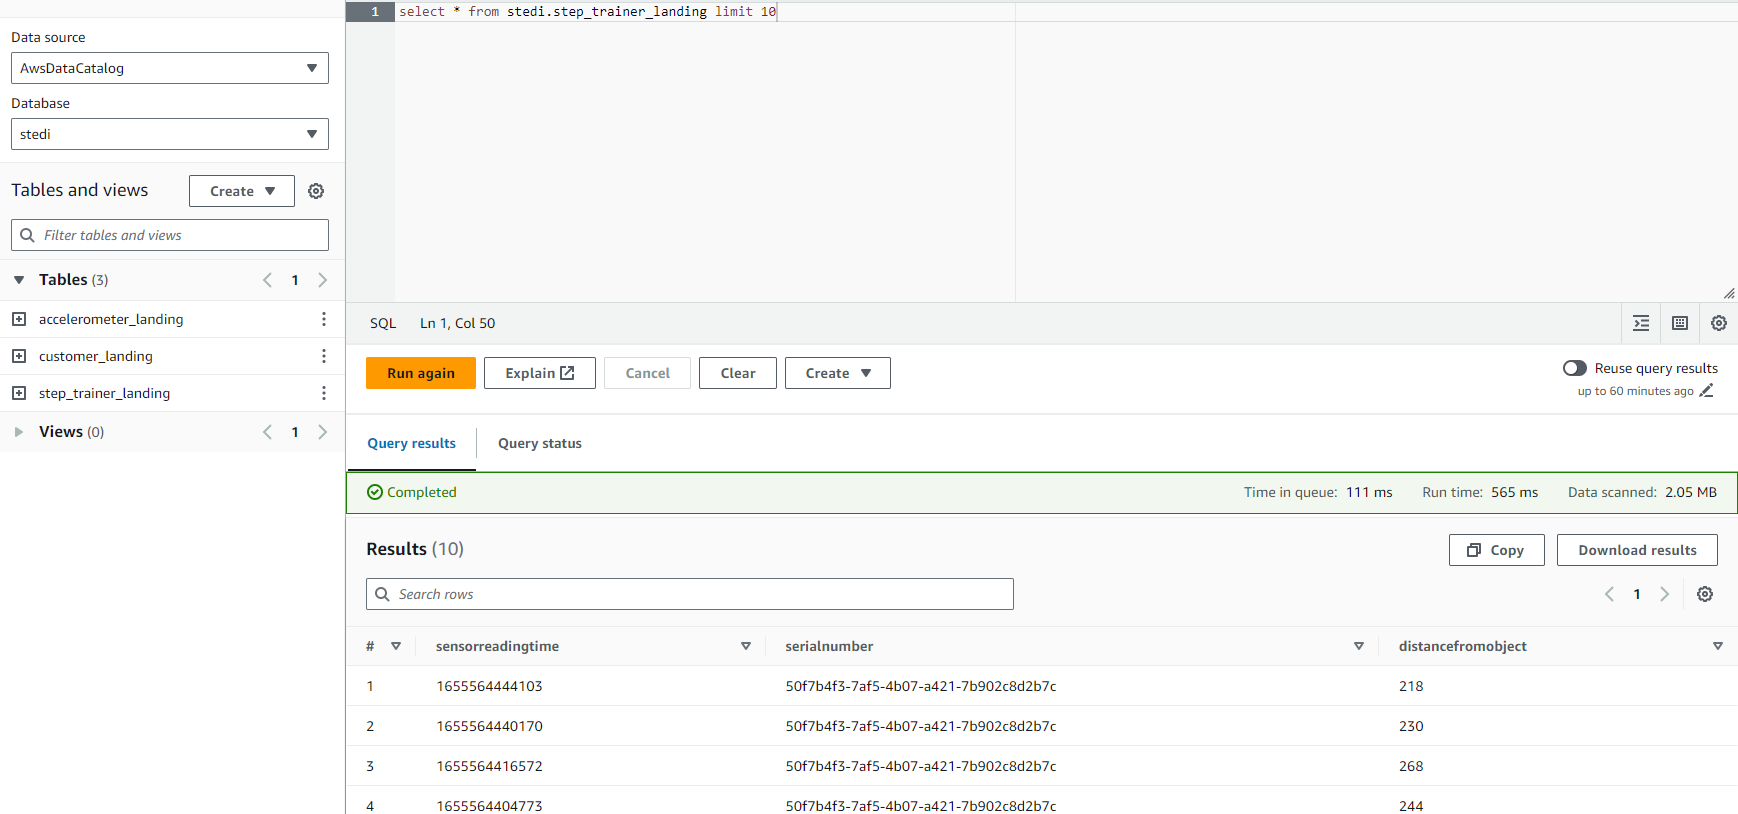 Data source
AwsDataCatalog
Database
stedi
Tables and views
Create
Filter tables and views
Tables (3)
1
accelerometer_landing
customer_landing
step_trainer_landing
Views (0)
1
1 select * from stedi.step_trainer_landing limit 10
SQL Ln 1, Col 50
Run again Explain Cancel Clear Create
Reuse query results
up to 60 minutes ago
Query results Query status
Completed Time in queue: 111 ms Run time: 565 ms Data scanned: 2.05 MB
Results (10) Copy Download results
Search rows 1
# sensorreadingtime serialnumber distancefromobject
1 1655564444103 50f7b4f3-7af5-4b07-a421-7b902c8d2b7c 218
2 1655564440170 50f7b4f3-7af5-4b07-a421-7b902c8d2b7c 230
3 1655564416572 50f7b4f3-7af5-4b07-a421-7b902c8d2b7c 268
4 1655564404773 50f7b4f3-7af5-4b07-a421-7b902c8d2b7c 244